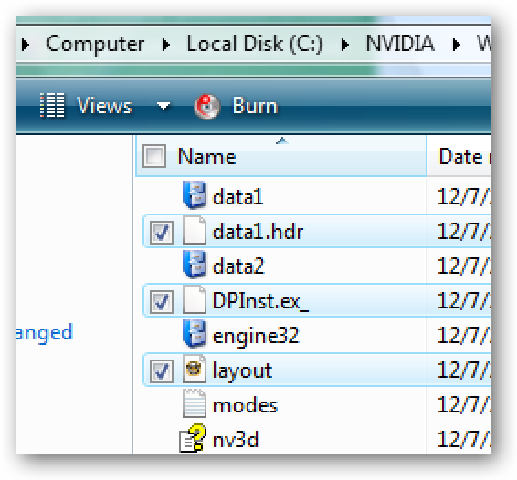 Computer Local Disk (C:) NVIDIA
Views Burn
Name Date
data1 12/7/
data1.hdr 12/7/
data2 12/7/
DPInst.ex_ 12/7/
anged
engine32 12/7/
layout 12/7/
modes 12/7/
nv3d 12/7/